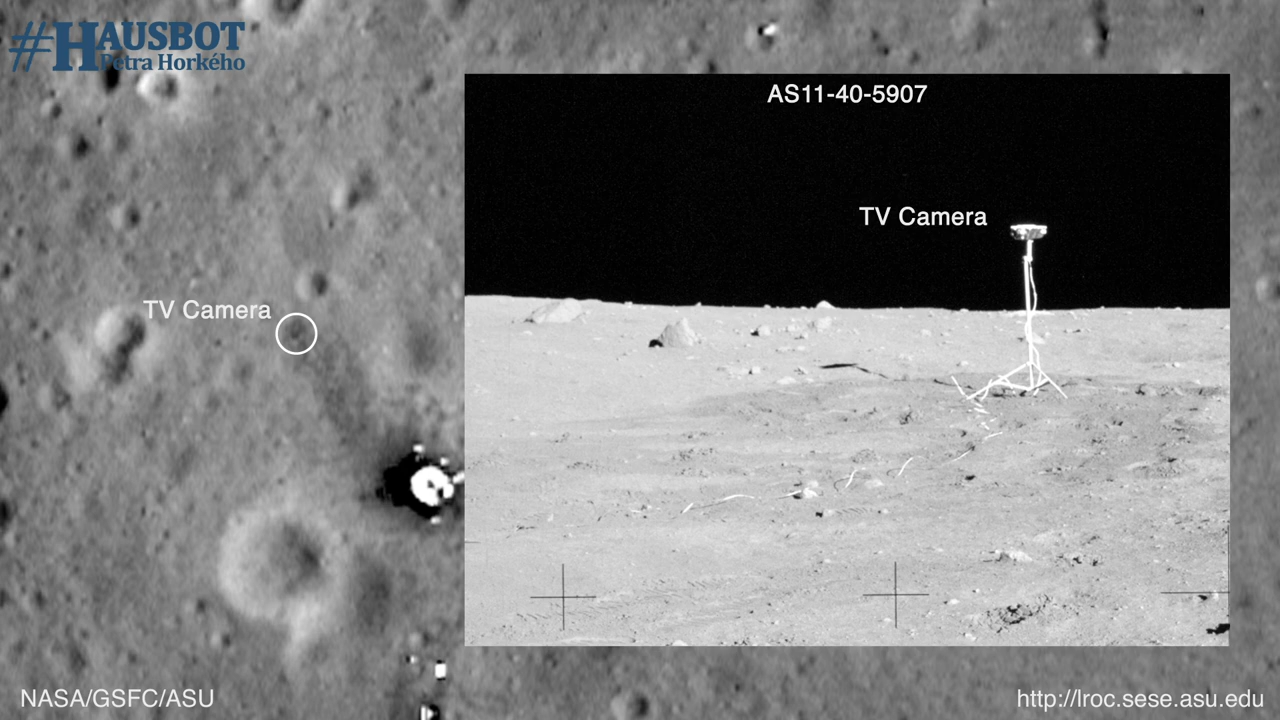 #HAUSBOT
Petra Horkého
AS11-40-5907
TV Camera
TV Camera
NASA/GSFC/ASU
http://lroc.sese.asu.edu